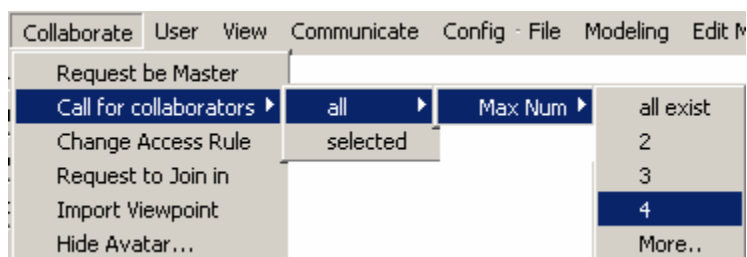 Collaborate User View Communicate Config - File Modeling Edit M
Request be Master
Call for collaborators all Max Num all exist
Change Access Rule selected 2
Request to Join in 3
Import Viewpoint 4
Hide Avatar... More..